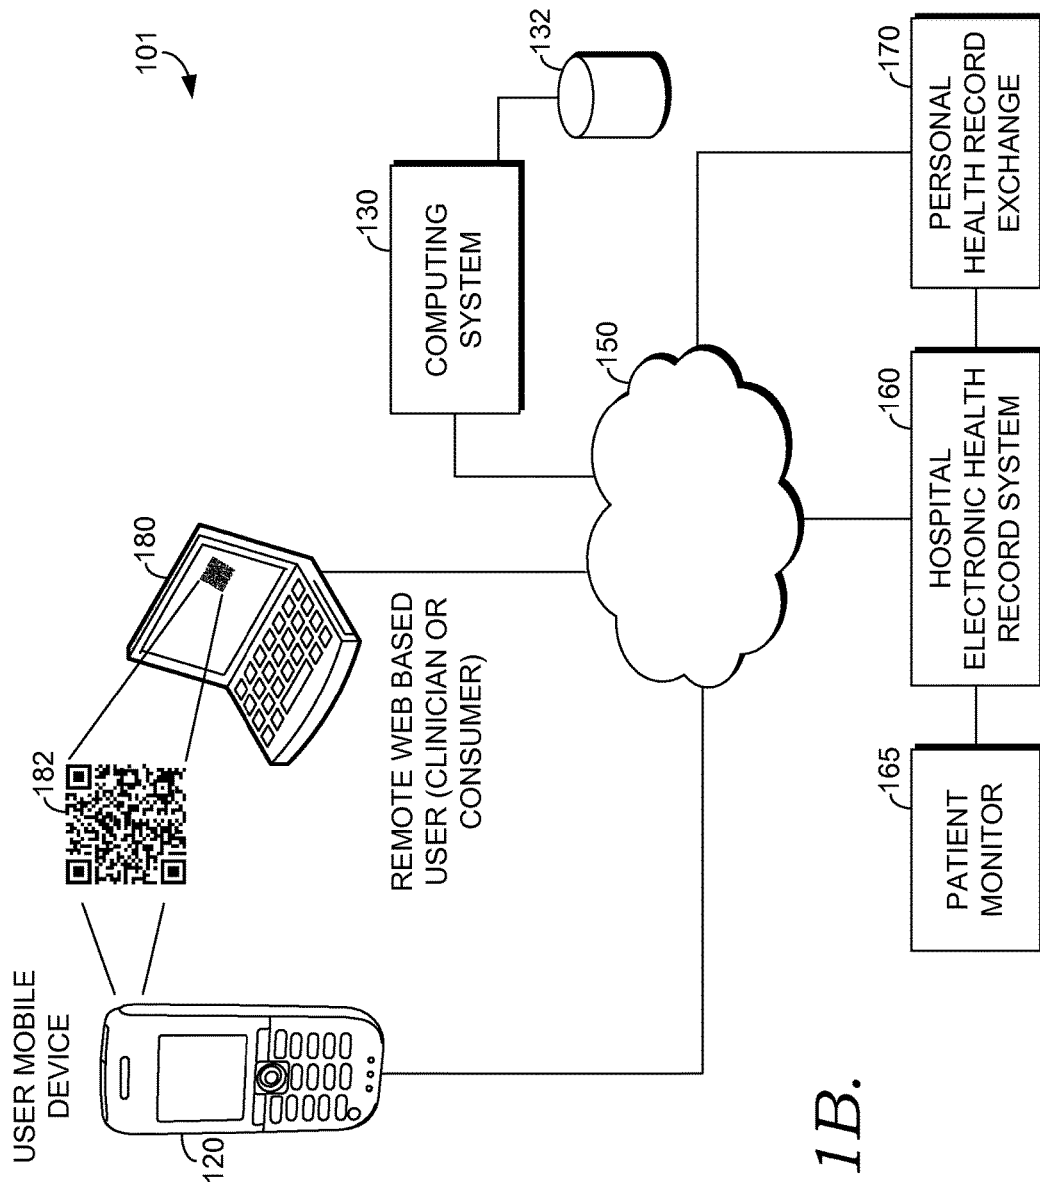 101
132
130
COMPUTING
SYSTEM
170
PERSONAL
HEALTH RECORD
EXCHANGE
180
150
160
HOSPITAL
ELECTRONIC HEALTH
RECORD SYSTEM
182
REMOTE WEB BASED
USER (CLINICIAN OR
CONSUMER)
165
PATIENT
MONITOR
USER MOBILE
DEVICE
120
1B.